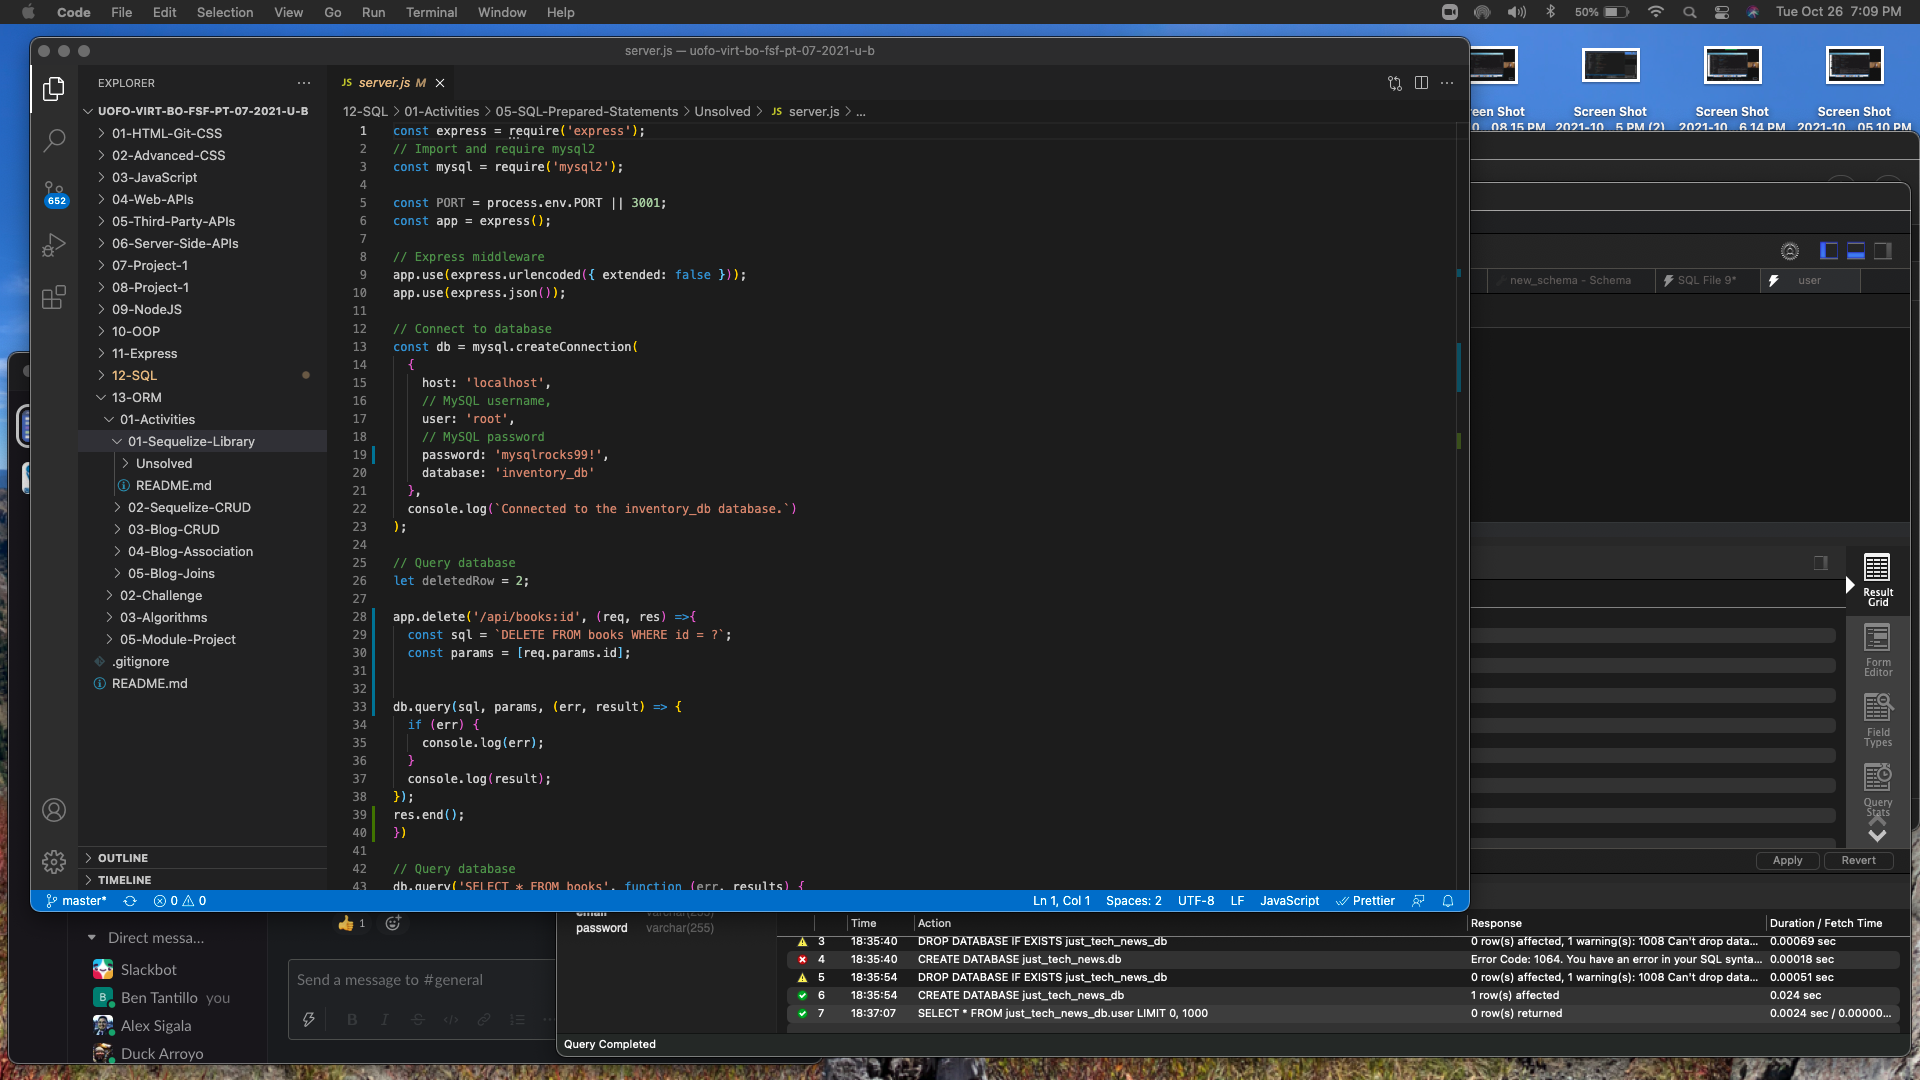 Code File Edit Selection View Go Run Terminal Window Help
50% Tue Oct 26 7:09 PM
server.js — uofo-virt-bo-fsf-pt-07-2021-u-b
Screen Shot
Screen Shot
Screen Shot
08.15 PM 2021-10...5 PM (2) 2021-10...6.14 PM 2021-10...05.10 PM
EXPLORER
UOFO-VIRT-BO-FSF-PT-07-2021-U-B
01-HTML-Git-CSS
02-Advanced-CSS
03-JavaScript
04-Web-APIs
05-Third-Party-APIs
06-Server-Side-APIs
07-Project-1
08-Project-1
09-NodeJS
10-OOP
11-Express
12-SQL
13-ORM
01-Activities
01-Sequelize-Library
Unsolved
README.md
02-Sequelize-CRUD
03-Blog-CRUD
04-Blog-Association
05-Blog-Joins
02-Challenge
03-Algorithms
05-Module-Project
.gitignore
README.md
OUTLINE
TIMELINE
652
JS server.js M
12-SQL > 01-Activities > 05-SQL-Prepared-Statements > Unsolved > JS server.js > ...
1 const express = require('express');
2 // Import and require mysql2
3 const mysql = require('mysql2');
4
5 const PORT = process.env.PORT || 3001;
6 const app = express();
7
8 // Express middleware
9 app.use(express.urlencoded({ extended: false }));
10 app.use(express.json());
11
12 // Connect to database
13 const db = mysql.createConnection(
14 {
15 host: 'localhost',
16 // MySQL username,
17 user: 'root',
18 // MySQL password
19 password: 'mysqlrocks99!',
20 database: 'inventory_db'
21 },
22 console.log(`Connected to the inventory_db database.`)
23 );
24
25 // Query database
26 let deletedRow = 2;
27
28 app.delete('/api/books:id', (req, res) =>{
29 const sql = `DELETE FROM books WHERE id = ?`;
30 const params = [req.params.id];
31
32
33 db.query(sql, params, (err, result) => {
34 if (err) {
35 console.log(err);
36 }
37 console.log(result);
38 });
39 res.end();
40 })
41
42 // Query database
43 db.query('SELECT * FROM books', function (err, results) {
master* 0 0
Ln 1, Col 1 Spaces: 2 UTF-8 LF JavaScript Prettier
new_schema - Schema SQL File 9* user
Result Grid
Form Editor
Field Types
Query Stats
Apply Revert
1
Direct messa...
Slackbot
B Ben Tantillo you
Alex Sigala
Duck Arroyo
Send a message to #general
email varchar(255)
password varchar(255)
Time Action Response Duration / Fetch Time
3 18:35:40 DROP DATABASE IF EXISTS just_tech_news_db 0 row(s) affected, 1 warning(s): 1008 Can't drop data... 0.00069 sec
4 18:35:40 CREATE DATABASE just_tech_news.db Error Code: 1064. You have an error in your SQL synta... 0.00018 sec
5 18:35:54 DROP DATABASE IF EXISTS just_tech_news_db 0 row(s) affected, 1 warning(s): 1008 Can't drop data... 0.00051 sec
6 18:35:54 CREATE DATABASE just_tech_news_db 1 row(s) affected 0.024 sec
7 18:37:07 SELECT * FROM just_tech_news_db.user LIMIT 0, 1000 0 row(s) returned 0.0024 sec / 0.00000...
Query Completed